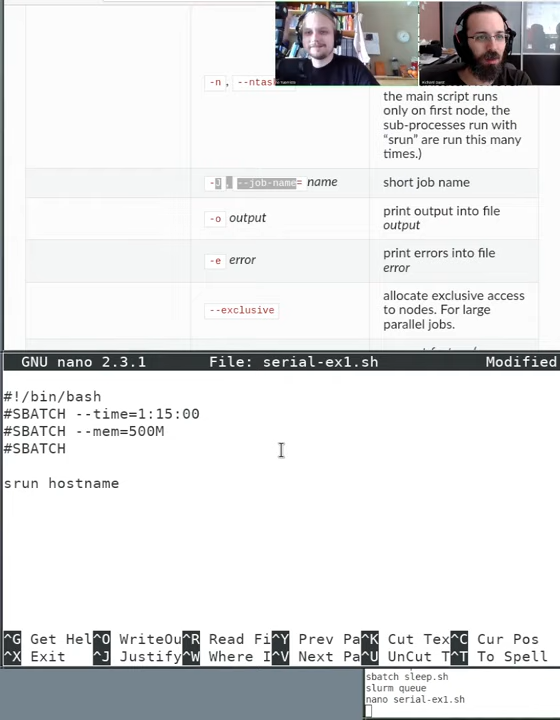 -n , --ntas
the main script runs
only on first node, the
sub-processes run with
“srun” are run this many
times.)
-J , --job-name= name
short job name
-o output
print output into file
output
-e error
print errors into file
error
--exclusive
allocate exclusive access
to nodes. For large
parallel jobs.
GNU nano 2.3.1 File: serial-ex1.sh Modified
#!/bin/bash
#SBATCH --time=1:15:00
#SBATCH --mem=500M
#SBATCH
srun hostname
^G Get Hel^O WriteOu^R Read Fi^Y Prev Pa^K Cut Tex^C Cur Pos
^X Exit ^J Justify^W Where I^V Next Pa^U UnCut T^T To Spell
sbatch sleep.sh
slurm queue
nano serial-ex1.sh